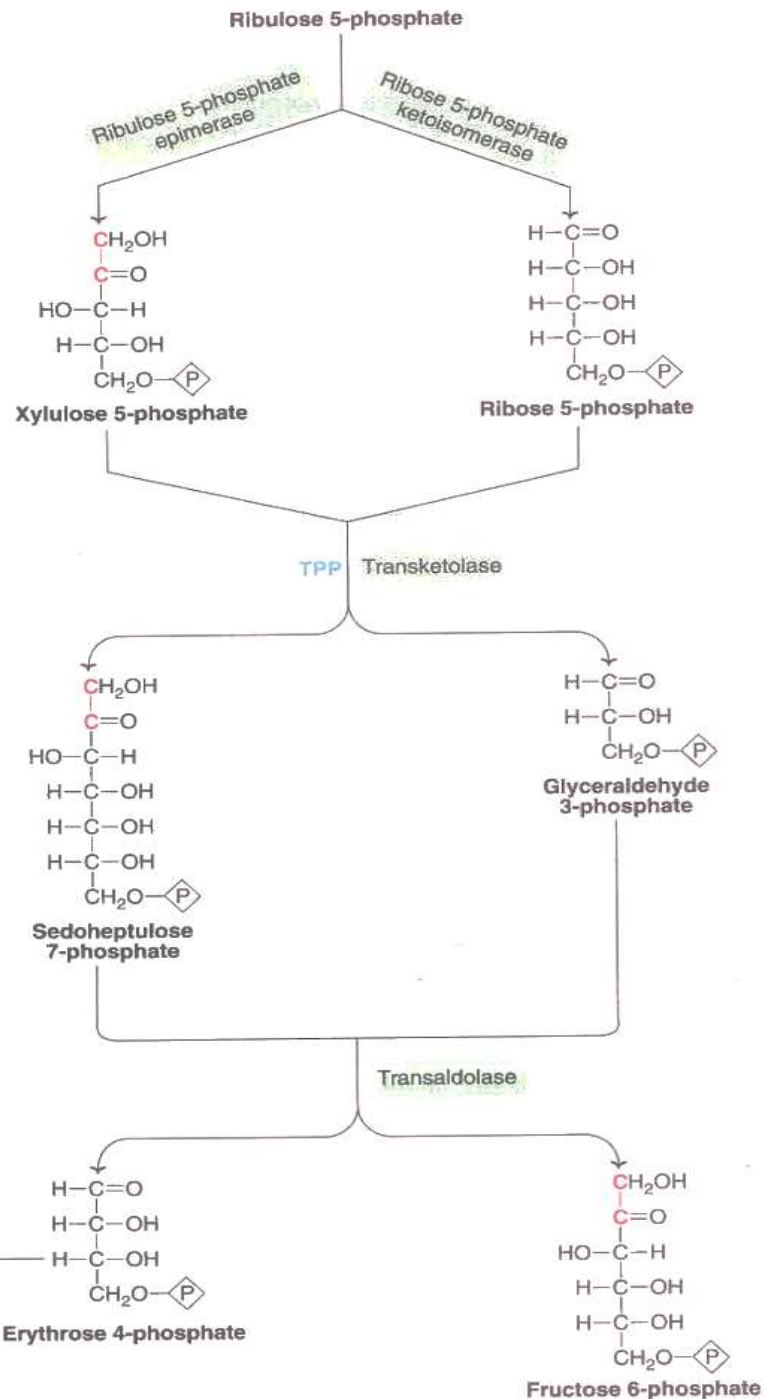 Ribulose 5-phosphate
Ribulose 5-phosphate
epimerase
Ribose 5-phosphate
ketoisomerase
CH₂OH
C=O
HO—C—H
H—C—OH
CH₂O—P
Xylulose 5-phosphate
H—C=O
H—C—OH
H—C—OH
H—C—OH
CH₂O—P
Ribose 5-phosphate
TPP
Transketolase
CH₂OH
C=O
HO—C—H
H—C—OH
H—C—OH
H—C—OH
CH₂O—P
Sedoheptulose
7-phosphate
H—C=O
H—C—OH
CH₂O—P
Glyceraldehyde
3-phosphate
Transaldolase
H—C=O
H—C—OH
H—C—OH
CH₂O—P
Erythrose 4-phosphate
CH₂OH
C=O
HO—C—H
H—C—OH
H—C—OH
CH₂O—P
Fructose 6-phosphate